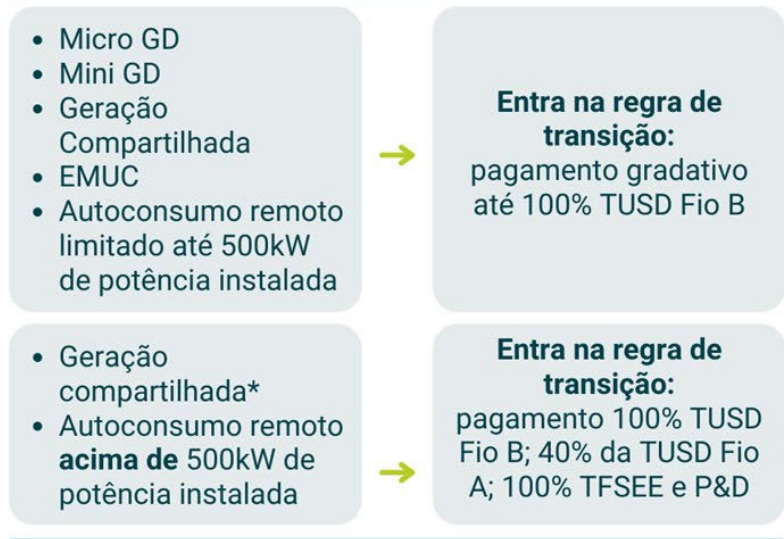 • Micro GD
• Mini GD
• Geração
Compartilhada
• EMUC
• Autoconsumo remoto
limitado até 500kW
de potência instalada
Entra na regra de
transição:
pagamento gradativo
até 100% TUSD Fio B
• Geração
compartilhada*
• Autoconsumo remoto
acima de 500kW de
potência instalada
Entra na regra de
transição:
pagamento 100% TUSD
Fio B; 40% da TUSD Fio
A; 100% TFSEE e P&D